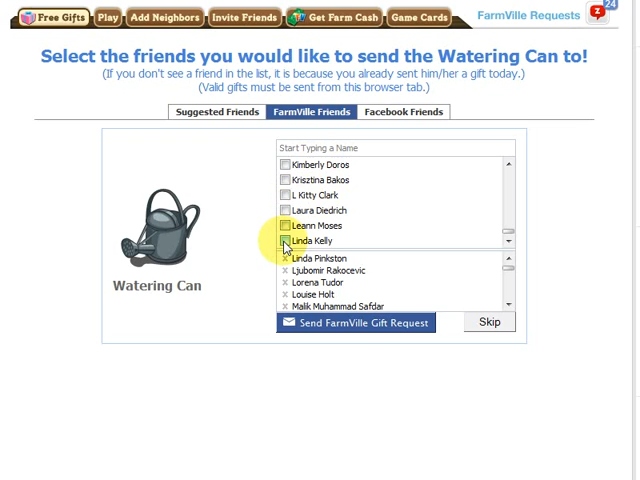 Free Gifts Play Add Neighbors Invite Friends Get Farm Cash Game Cards FarmVille Requests z 24
Select the friends you would like to send the Watering Can to!
(If you don't see a friend in the list, it is because you already sent him/her a gift today.)
(Valid gifts must be sent from this browser tab.)
Suggested Friends FarmVille Friends Facebook Friends
Start Typing a Name
Kimberly Doros
Krisztina Bakos
L Kitty Clark
Laura Diedrich
Leann Moses
Linda Kelly
x Linda Pinkston
x Ljubomir Rakocevic
x Lorena Tudor
x Louise Holt
x Malik Muhammad Safdar
Watering Can
Send FarmVille Gift Request Skip